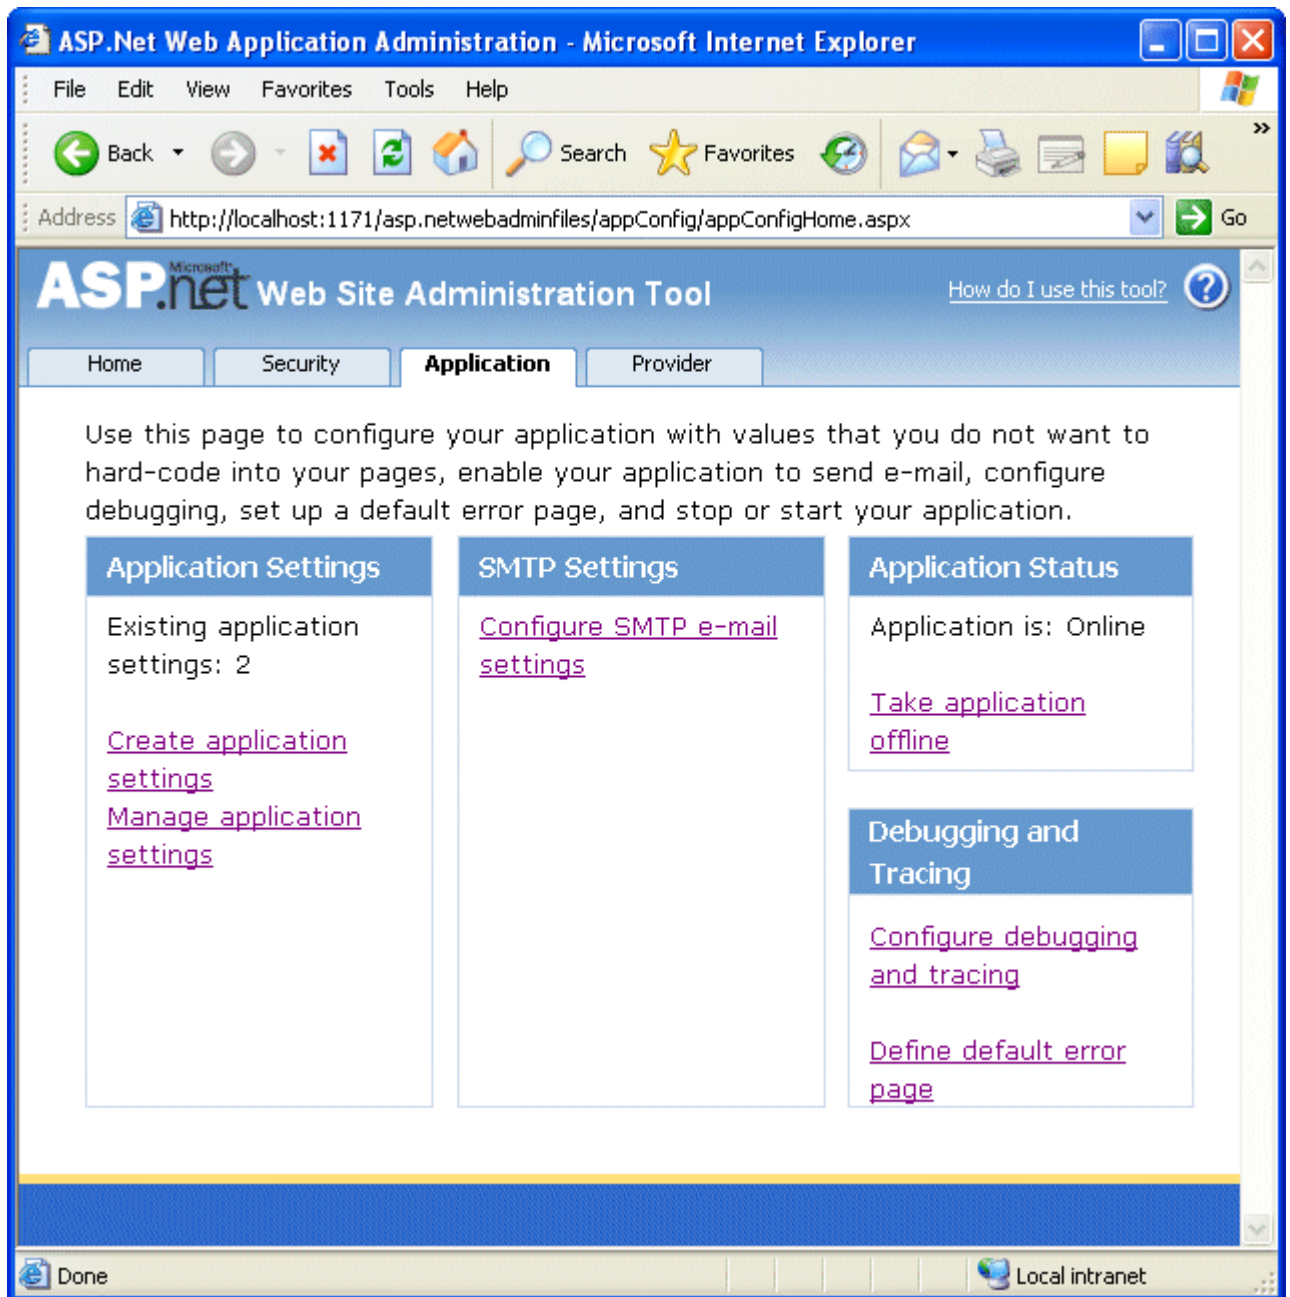 ASP.Net Web Application Administration - Microsoft Internet Explorer
File Edit View Favorites Tools Help
Back Search Favorites »
Address http://localhost:1171/asp.netwebadminfiles/appConfig/appConfigHome.aspx Go
Microsoft
ASP.net Web Site Administration Tool How do I use this tool? ?
Home Security Application Provider
Use this page to configure your application with values that you do not want to
hard-code into your pages, enable your application to send e-mail, configure
debugging, set up a default error page, and stop or start your application.
Application Settings
Existing application
settings: 2
Create application
settings
Manage application
settings
SMTP Settings
Configure SMTP e-mail
settings
Application Status
Application is: Online
Take application
offline
Debugging and
Tracing
Configure debugging
and tracing
Define default error
page
Done Local intranet